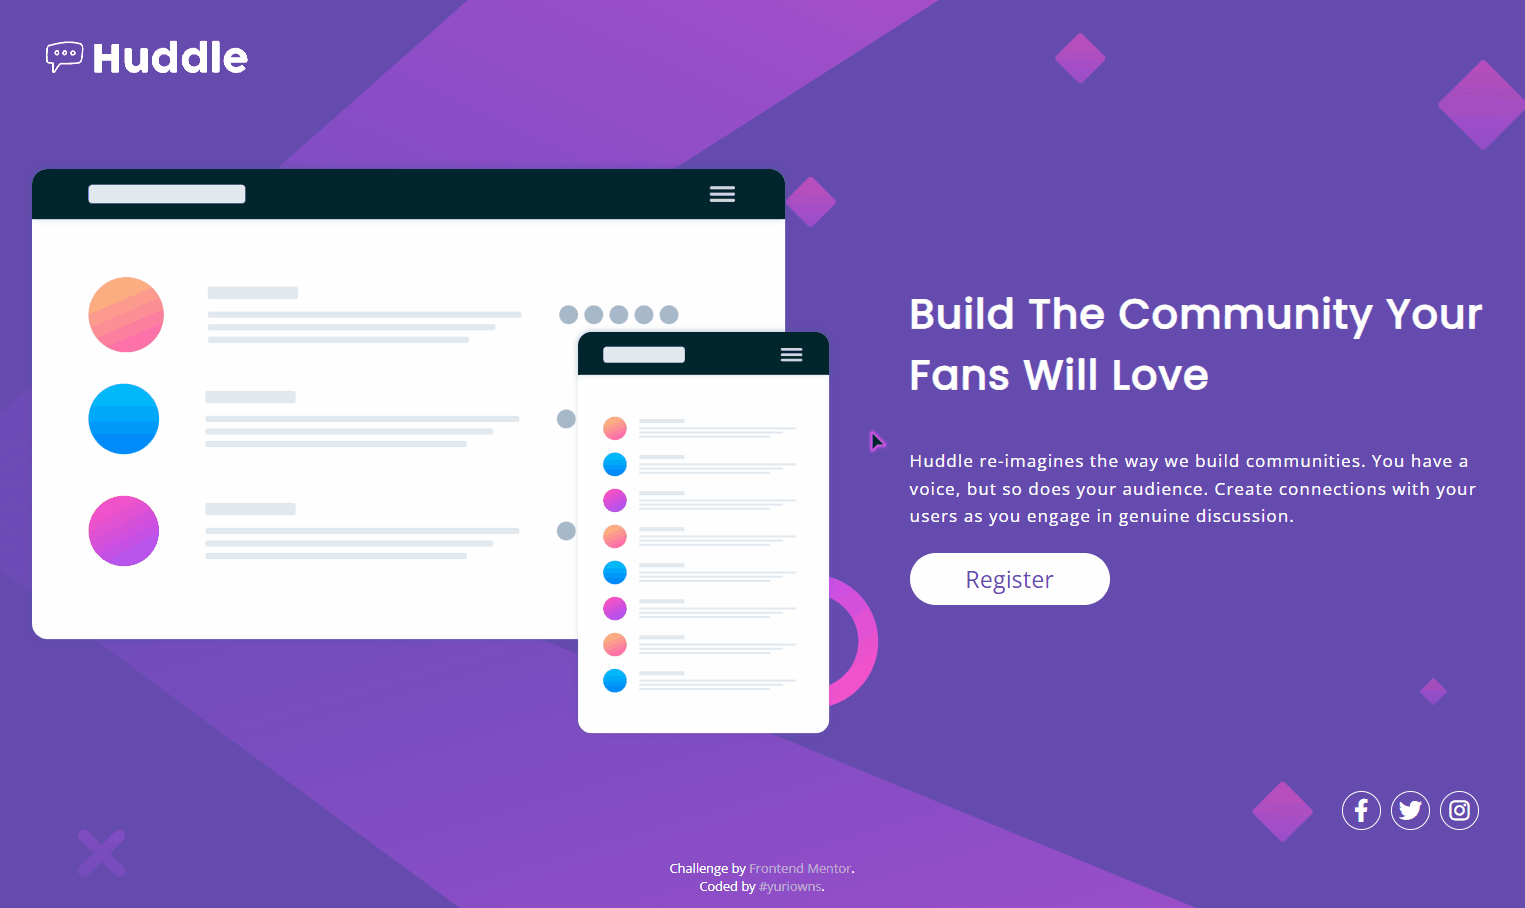 Huddle
Build The Community Your
Fans Will Love
Huddle re-imagines the way we build communities. You have a
voice, but so does your audience. Create connections with your
users as you engage in genuine discussion.
Register
Challenge by Frontend Mentor.
Coded by #yuriowns.